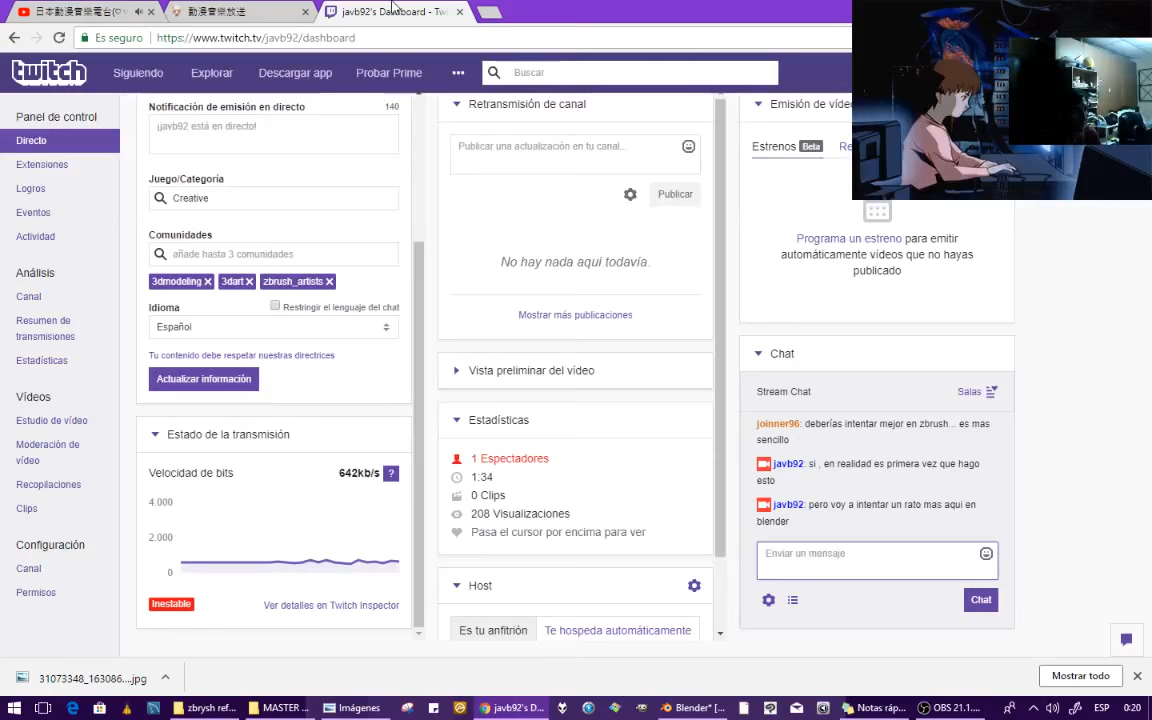 日本動漫音樂電台(♡
動漫音樂放送
javb92's Dashboard - Tw
Es seguro
https://www.twitch.tv/javb92/dashboard
twitch
Siguiendo
Explorar
Descargar app
Probar Prime
Buscar
Panel de control
Directo
Extensiones
Logros
Eventos
Actividad
Análisis
Canal
Resumen de
transmisiones
Estadísticas
Vídeos
Estudio de vídeo
Moderación de
vídeo
Recopilaciones
Clips
Configuración
Canal
Permisos
Notificación de emisión en directo 140
¡javb92 está en directo!
Juego/Categoría
Creative
Comunidades
añade hasta 3 comunidades
3dmodeling ✕ 3dart ✕ zbrush_artists ✕
Idioma
Restringir el lenguaje del chat
Español
Tu contenido debe respetar nuestras directrices
Actualizar información
Estado de la transmisión
Velocidad de bits 642kb/s ?
4.000
2.000
0
Inestable
Ver detalles en Twitch Inspector
Retransmisión de canal
Publicar una actualización en tu canal...
Publicar
No hay nada aquí todavía.
Mostrar más publicaciones
Vista preliminar del vídeo
Estadísticas
1 Espectadores
1:34
0 Clips
208 Visualizaciones
Pasa el cursor por encima para ver
Host
Es tu anfitrión
Te hospeda automáticamente
Emisión de víde
Estrenos Beta
Re
Programa un estreno para emitir
automáticamente vídeos que no hayas
publicado
Chat
Stream Chat
Salas
joinner96: deberías intentar mejor en zbrush... es mas
sencillo
javb92: si , en realidad es primera vez que hago
esto
javb92: pero voy a intentar un rato mas aqui en
blender
Enviar un mensaje
Chat
31073348_163086....jpg
Mostrar todo
zbrysh ref...
MASTER ...
Imágenes
javb92's D...
Blender* [...
Notas ráp...
OBS 21.1....
ESP
0:20